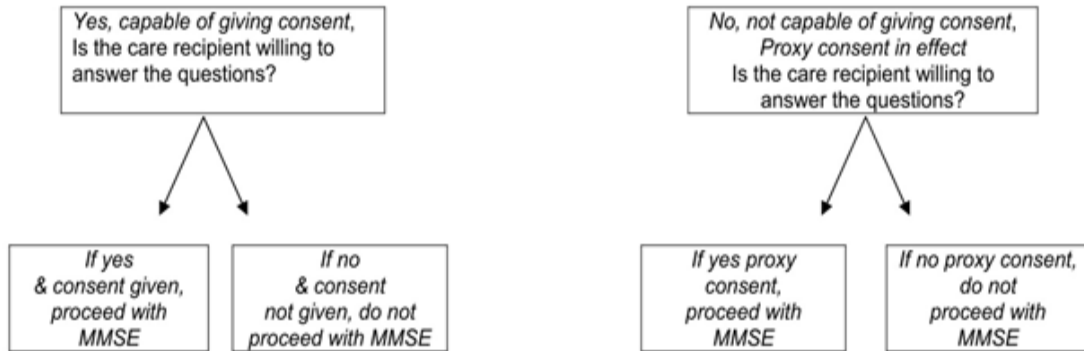 Yes, capable of giving consent,
Is the care recipient willing to
answer the questions?
No, not capable of giving consent,
Proxy consent in effect
Is the care recipient willing to
answer the questions?
If yes
& consent given,
proceed with
MMSE
If no
& consent
not given, do not
proceed with MMSE
If yes proxy
consent,
proceed with
MMSE
If no proxy consent,
do not
proceed with
MMSE